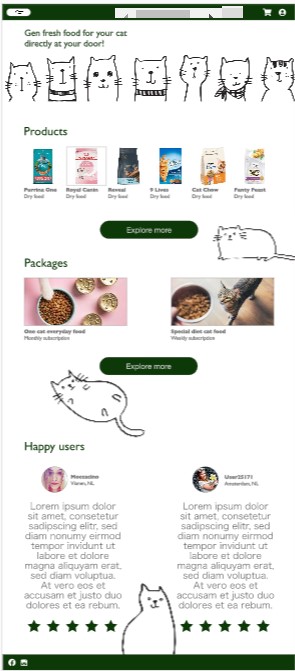 Gen fresh food for your cat
directly at your door!
Products
Purrina One
Royal Canin
Reveal
9 Lives
Cat Chow
Fancy Feast
Dry food
Dry food
Dry food
Dry food
Dry food
Dry food
Explore more
Packages
One cat everyday food
Monthly subscription
Special diet cat food
Weekly subscription
Explore more
Happy users
Moccasino
Vianen, NL
User25171
Amsterdam, NL
Lorem ipsum dolor
sit amet, consetetur
sadipscing elitr, sed
diam nonumy eirmod
tempor invidunt ut
labore et dolore
magna aliquyam erat,
sed diam voluptua.
At vero eos et
accusam et justo duo
dolores et ea rebum.
Lorem ipsum dolor
sit amet, consetetur
sadipscing elitr, sed
diam nonumy eirmod
tempor invidunt ut
labore et dolore
magna aliquyam erat,
sed diam voluptua.
At vero eos et
accusam et justo duo
dolores et ea rebum.